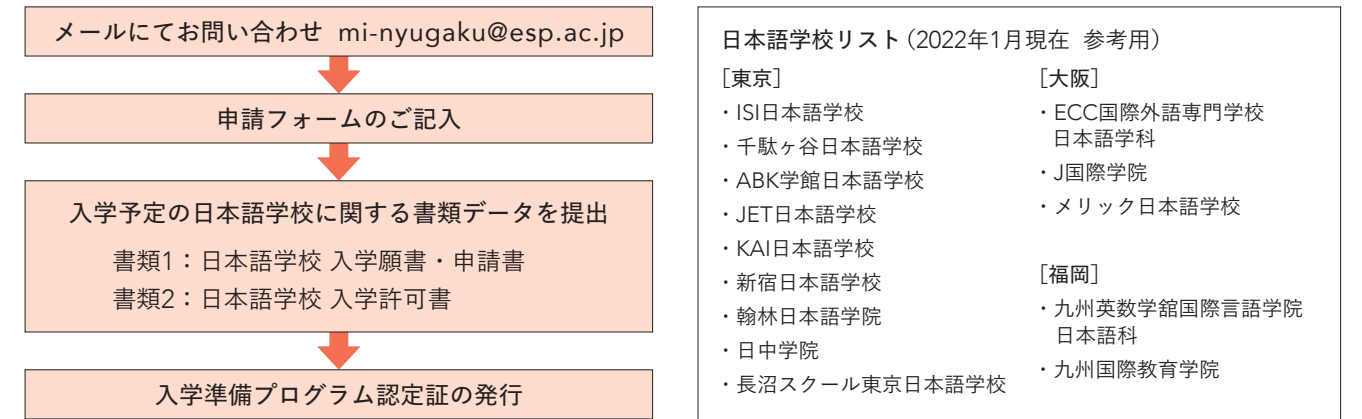 メールにてお問い合わせ mi-nyugaku@esp.ac.jp
申請フォームのご記入
入学予定の日本語学校に関する書類データを提出
書類1：日本語学校 入学願書・申請書
書類2：日本語学校 入学許可書
入学準備プログラム認定証の発行
日本語学校リスト（2022年1月現在 参考用）
［東京］
・ISI日本語学校
・千駄ヶ谷日本語学校
・ABK学館日本語学校
・JET日本語学校
・KAI日本語学校
・新宿日本語学校
・翰林日本語学院
・日中学院
・長沼スクール東京日本語学校
［大阪］
・ECC国際外語専門学校
日本語学科
・J国際学院
・メリック日本語学校
［福岡］
・九州英数学舘国際言語学院
日本語科
・九州国際教育学院